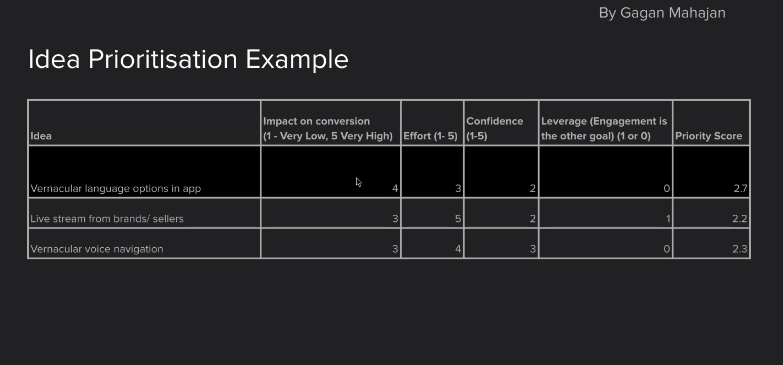 By Gagan Mahajan
Idea Prioritisation Example
Idea
Impact on conversion
(1 - Very Low, 5 Very High)
Effort (1- 5)
Confidence
(1-5)
Leverage (Engagement is
the other goal) (1 or 0)
Priority Score
Vernacular language options in app 4 3 2 0 2.7
Live stream from brands/ sellers 3 5 2 1 2.2
Vernacular voice navigation 3 4 3 0 2.3